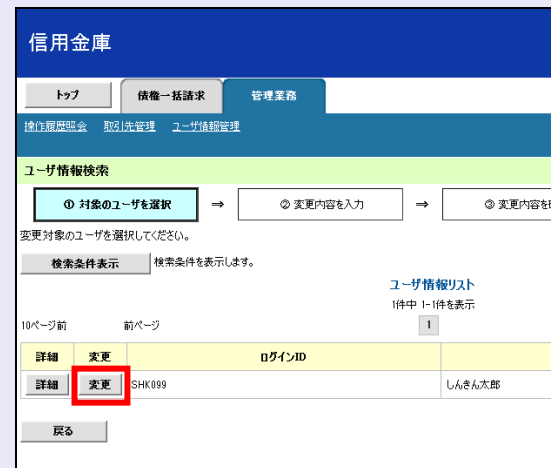 信用金庫
トップ 債権一括請求 管理業務
操作履歴照会 取引先管理 ユーザ情報管理
ユーザ情報検索
① 対象のユーザを選択 ⇒ ② 変更内容を入力 ⇒ ③ 変更内容を
変更対象のユーザを選択してください。
検索条件表示 検索条件を表示します。
ユーザ情報リスト
1件中 1-1件を表示
10ページ前 前ページ 1
詳細 変更 ログインID
詳細 変更 SHK099 しんきん太郎
戻る